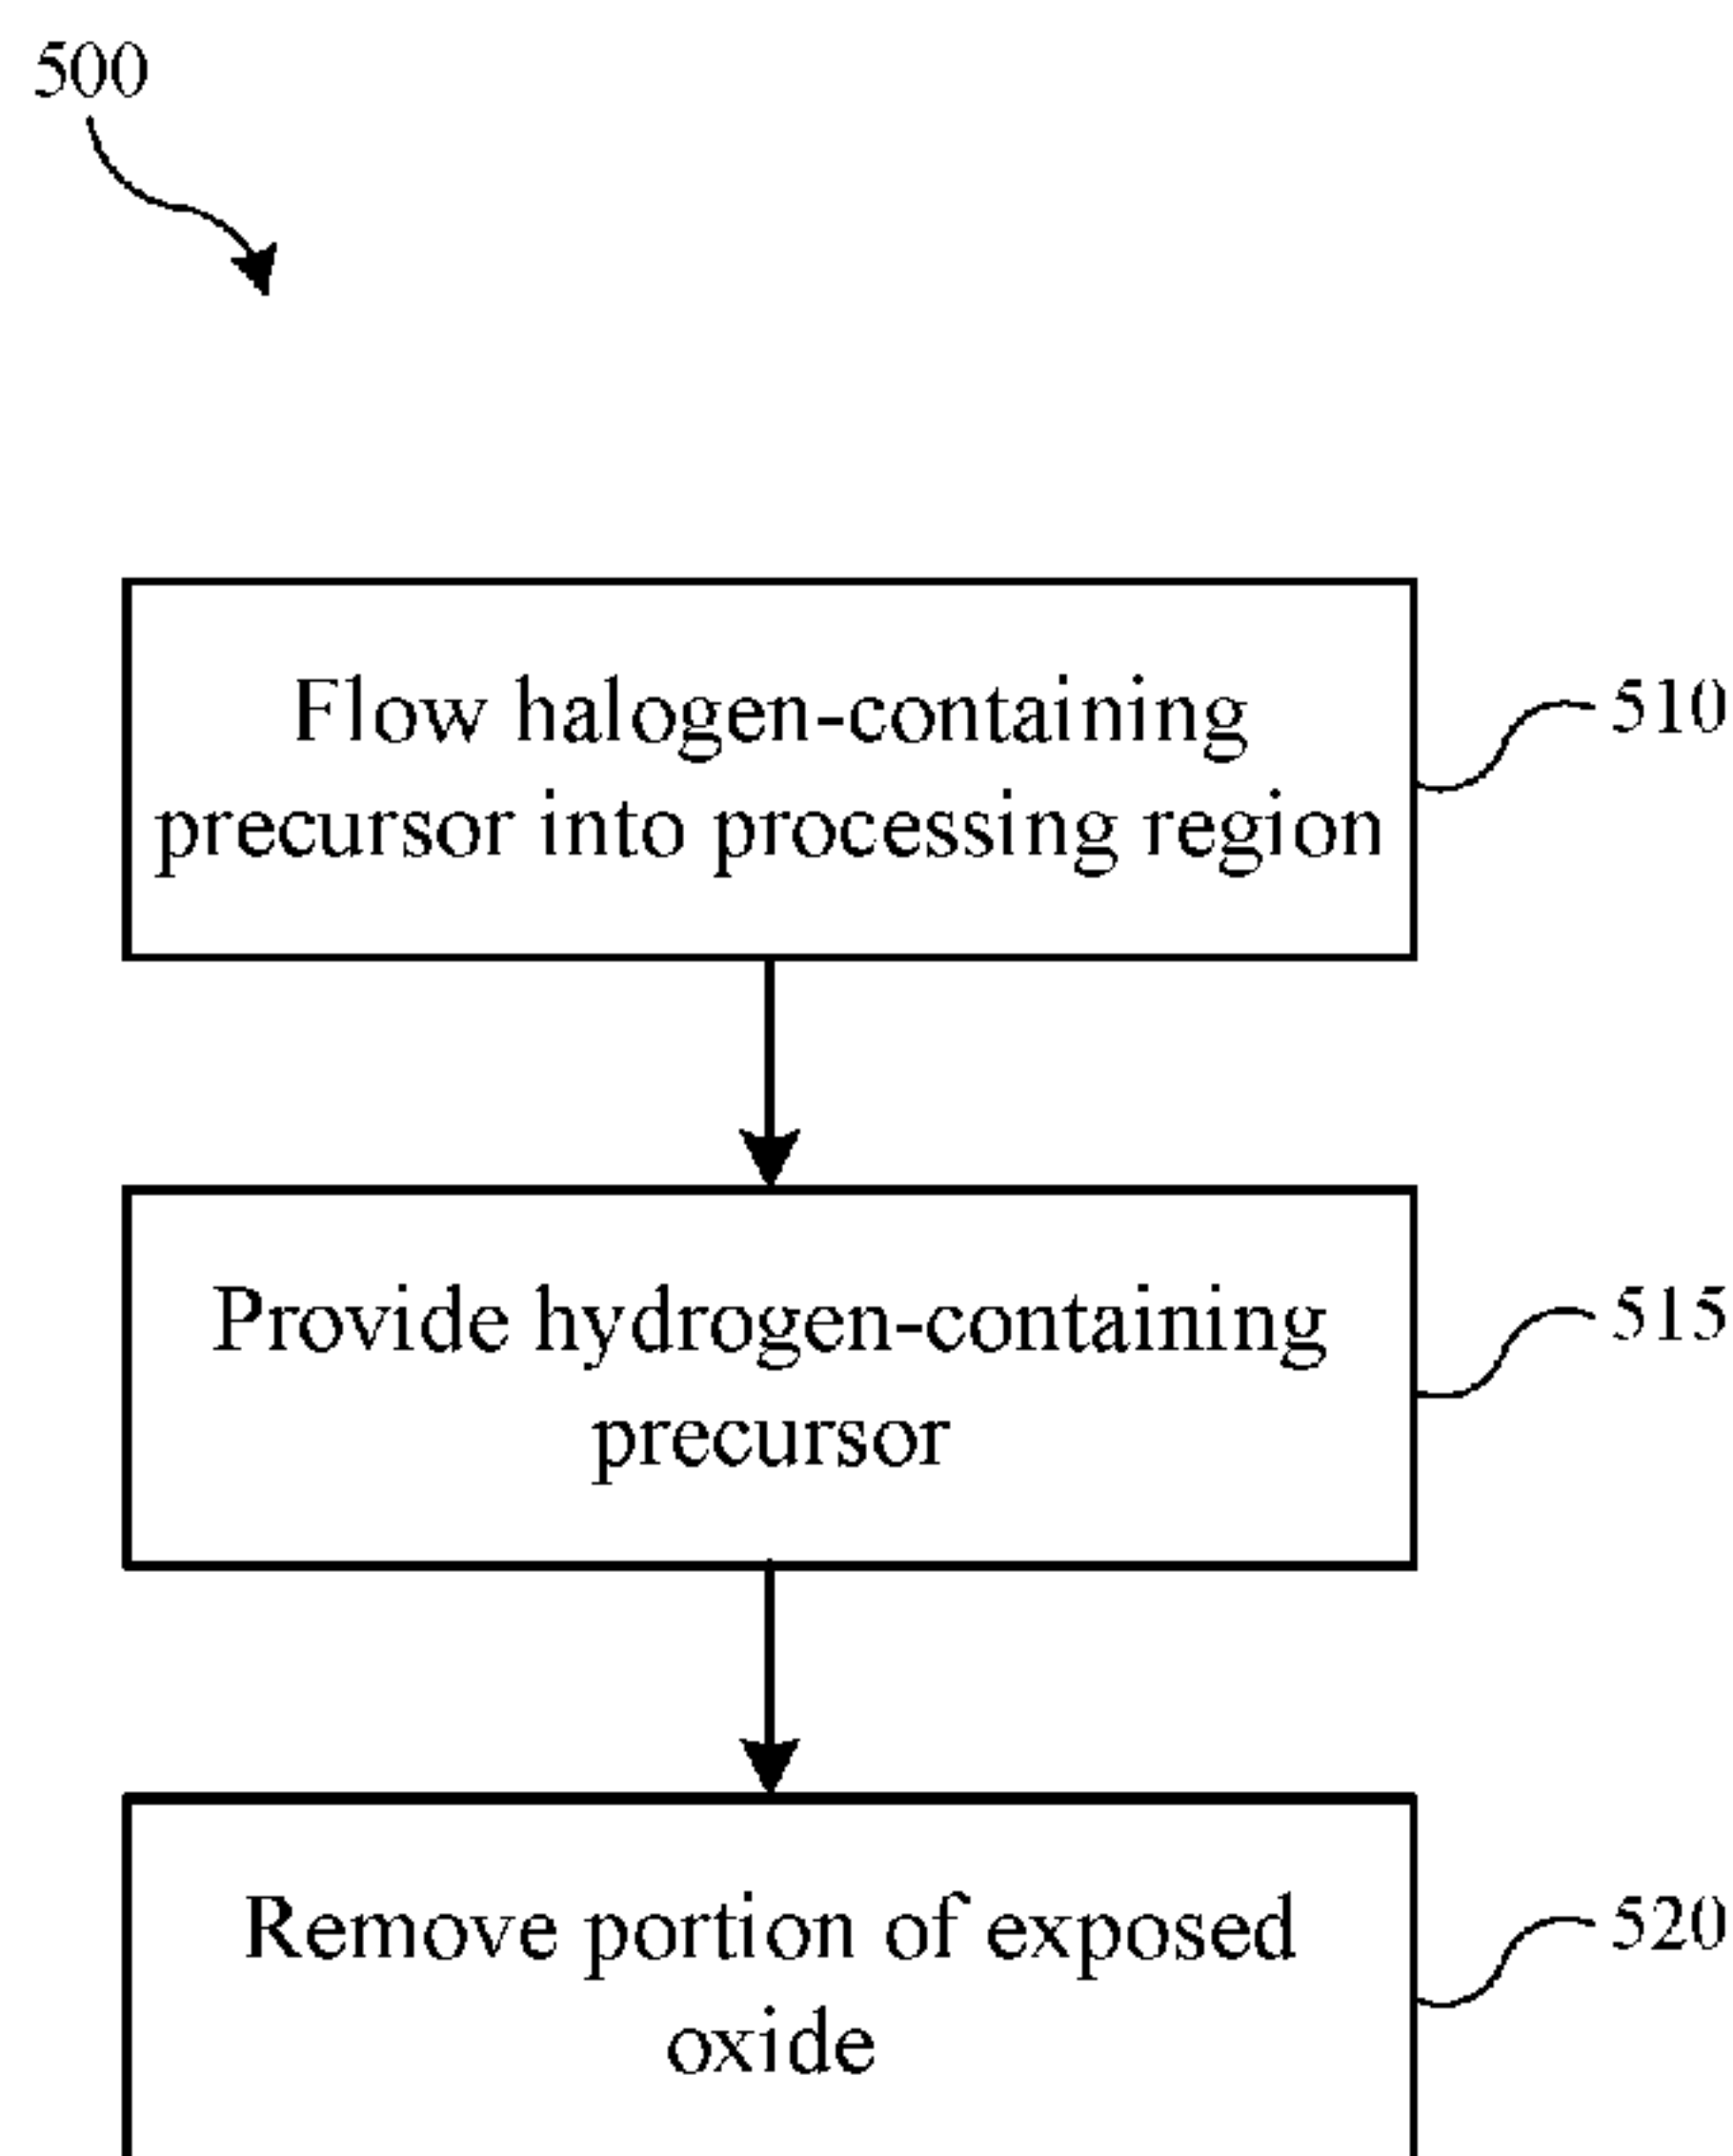 500
Flow halogen-containing
precursor into processing region
510
Provide hydrogen-containing
precursor
515
Remove portion of exposed
oxide
520